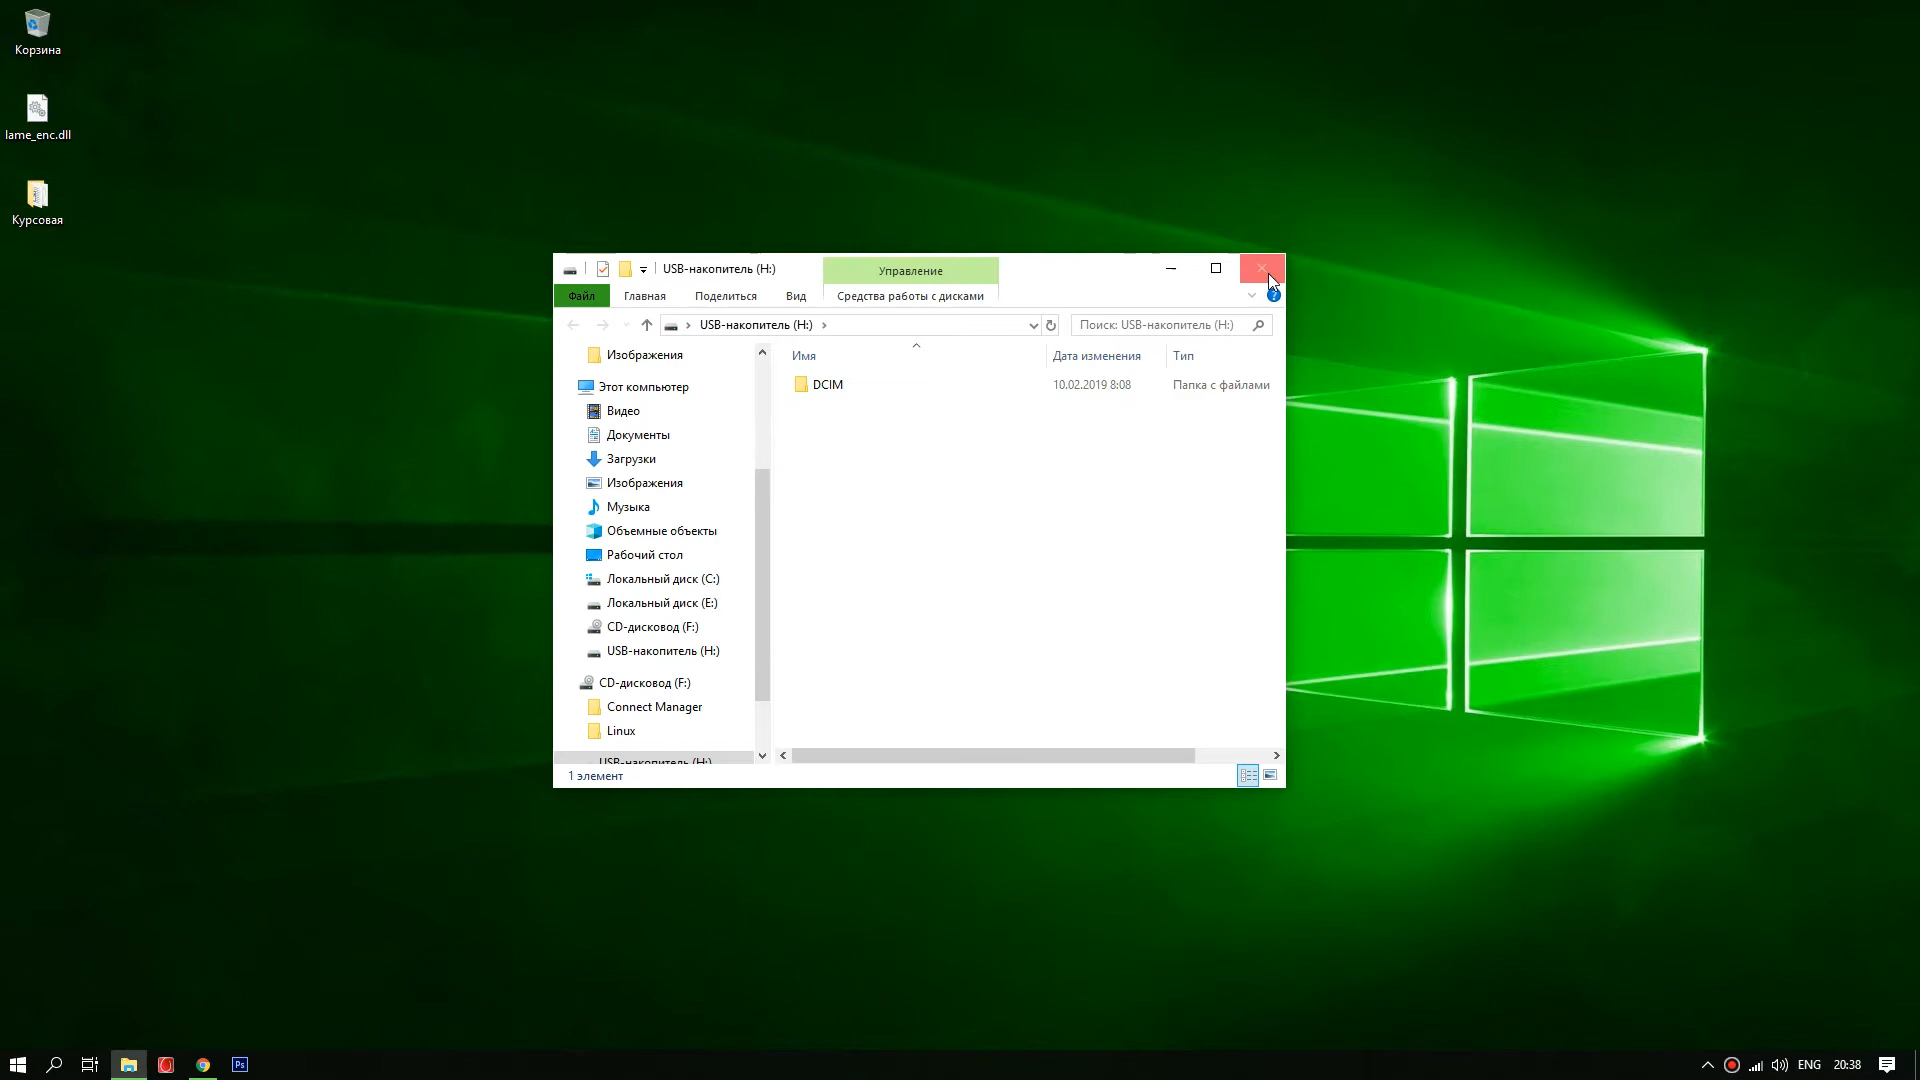 Корзина
lame_enc.dll
Курсовая
USB-накопитель (H:)
Управление
Файл
Главная
Поделиться
Вид
Средства работы с дисками
USB-накопитель (H:)
Поиск: USB-накопитель (H:)
Изображения
Этот компьютер
Видео
Документы
Загрузки
Изображения
Музыка
Объемные объекты
Рабочий стол
Локальный диск (C:)
Локальный диск (E:)
CD-дисковод (F:)
USB-накопитель (H:)
CD-дисковод (F:)
Connect Manager
Linux
USB-накопитель (H:)
Имя
Дата изменения
Тип
DCIM
10.02.2019 8:08
Папка с файлами
1 элемент
Ps
ENG
20:38